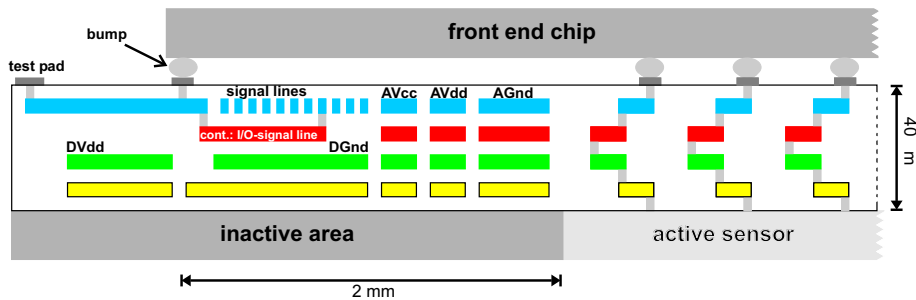 front end chip
bump
test pad
signal lines
AVcc
AVdd
AGnd
cont.: I/O-signal line
DVdd
DGnd
40 m
inactive area
active sensor
2 mm